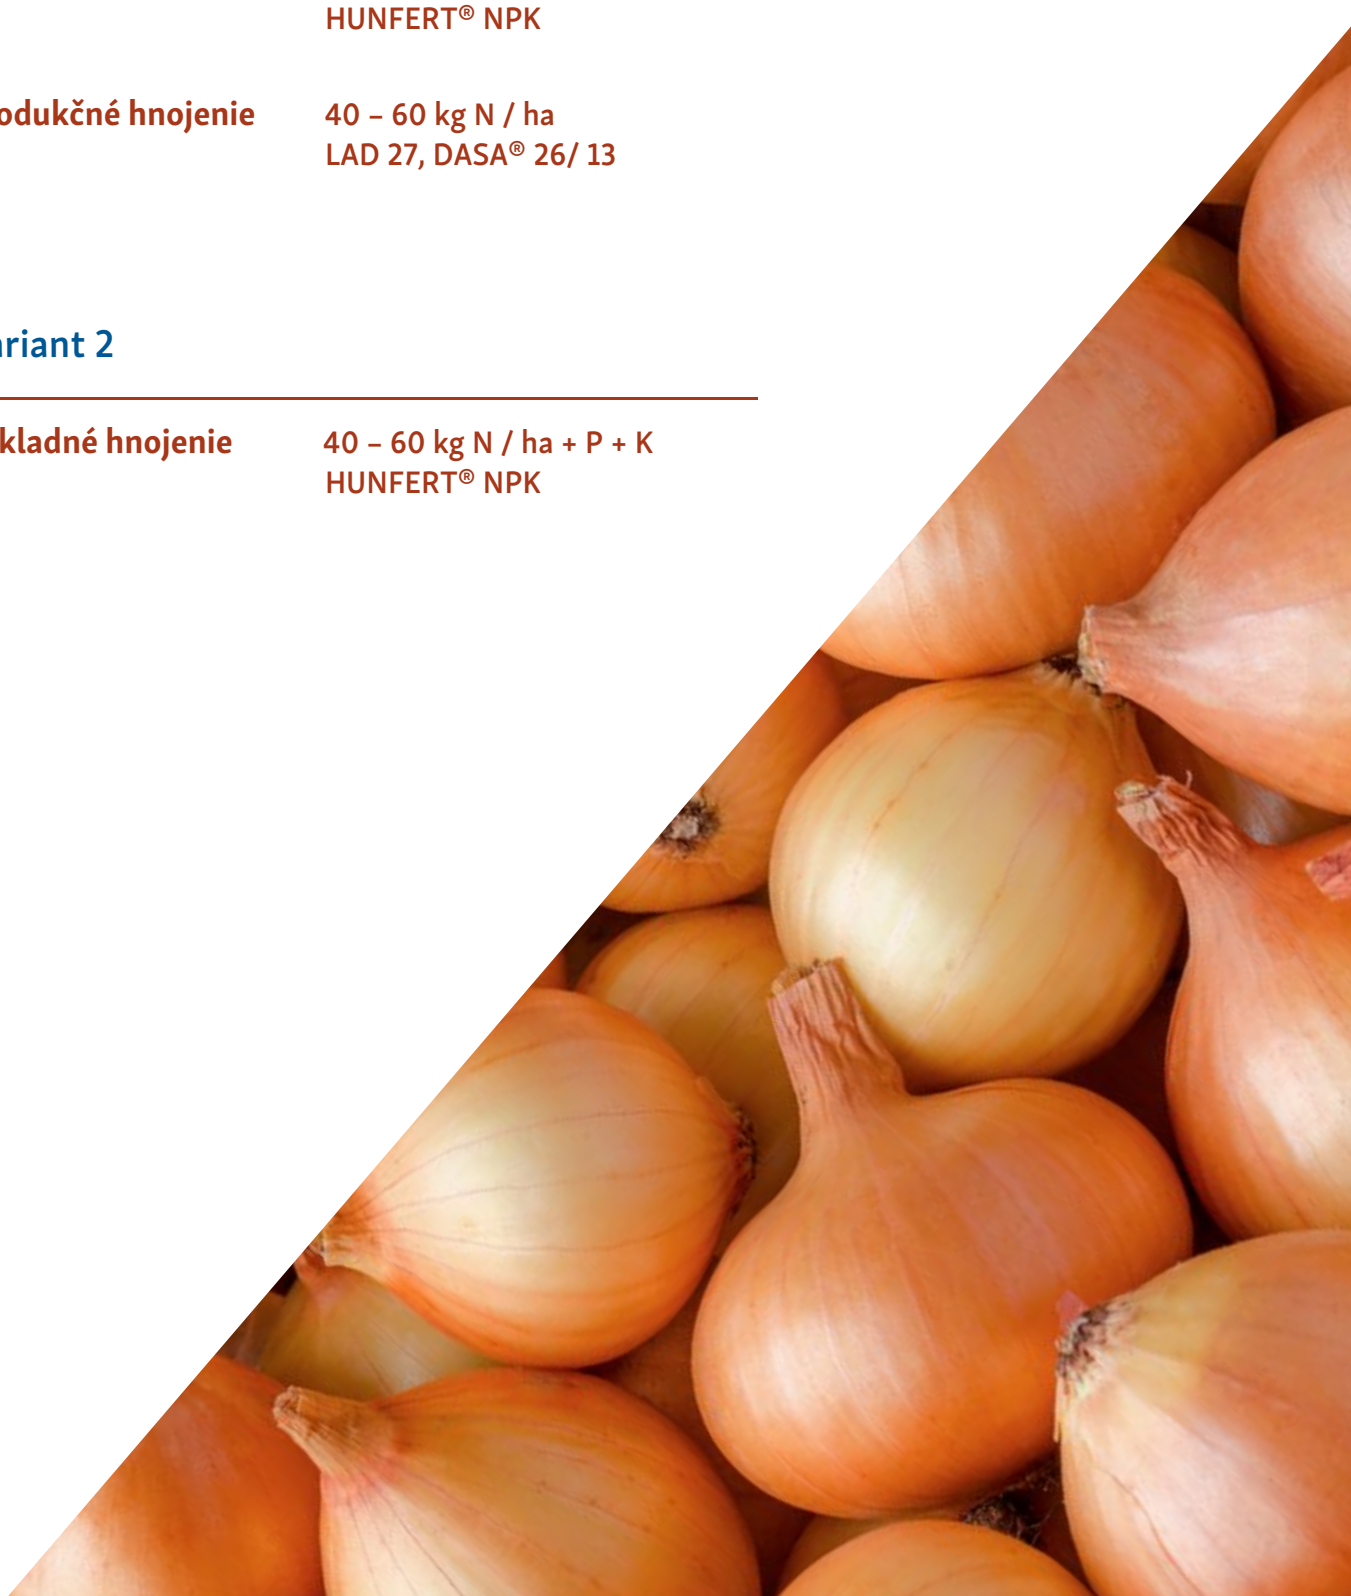 HUNFERT® NPK
odukčné hnojenie 40 – 60 kg N / ha
LAD 27, DASA® 26/ 13
ariant 2
kladné hnojenie 40 – 60 kg N / ha + P + K
HUNFERT® NPK